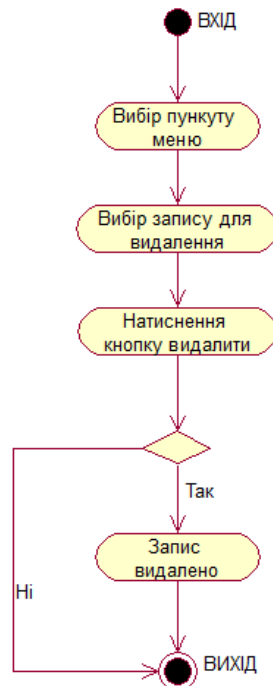 ВХІД
Вибір пункуту
меню
Вибір запису для
видалення
Натиснення
кнопку видалити
Так
Запис
видалено
Ні
ВИХІД